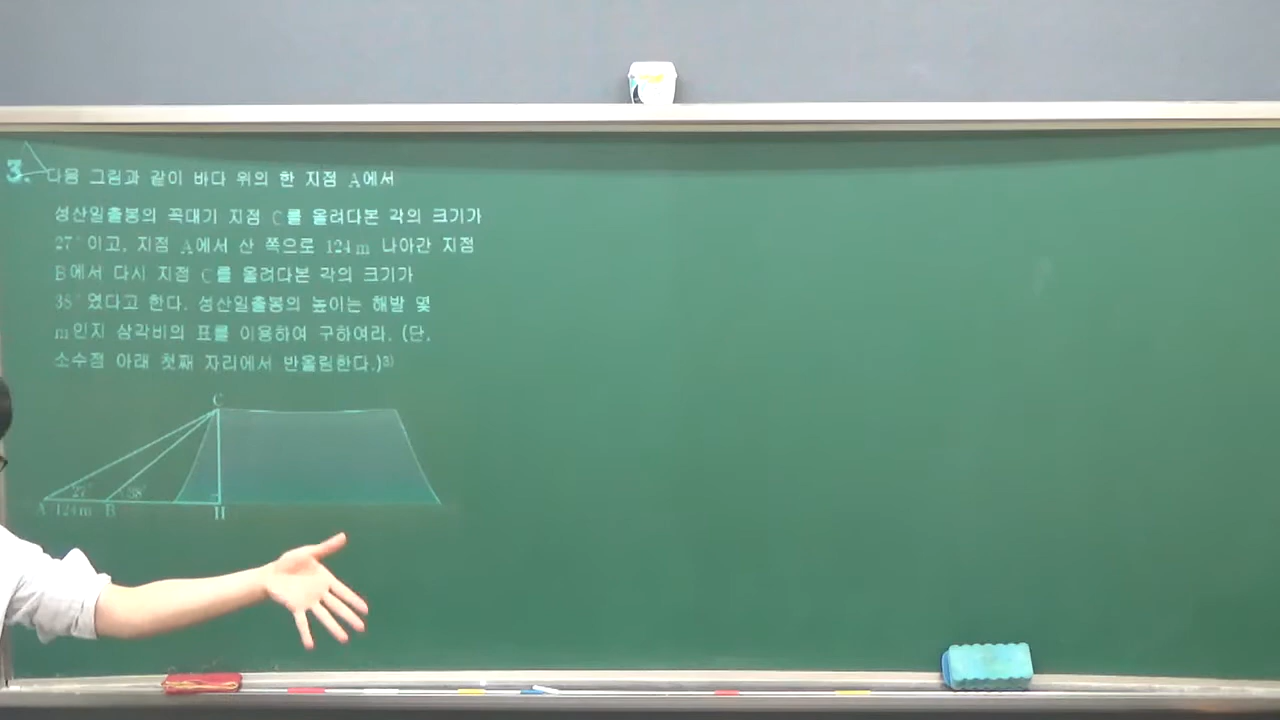 3. 다음 그림과 같이 바다 위의 한 지점 A에서
성산일출봉의 꼭대기 지점 C를 올려다본 각의 크기가
27°이고, 지점 A에서 산 쪽으로 124m 나아간 지점
B에서 다시 지점 C를 올려다본 각의 크기가
38°였다고 한다. 성산일출봉의 높이는 해발 몇
m인지 삼각비의 표를 이용하여 구하여라. (단,
소수점 아래 첫째 자리에서 반올림한다.)3)
C
27° 38°
A 124m B H